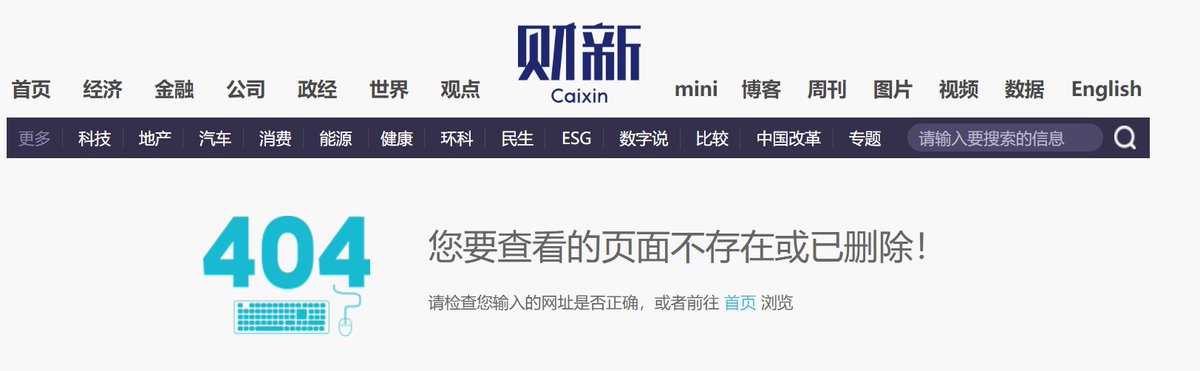 财新
Caixin
首页 经济 金融 公司 政经 世界 观点 mini 博客 周刊 图片 视频 数据 English
更多 科技 地产 汽车 消费 能源 健康 环科 民生 ESG 数字说 比较 中国改革 专题 请输入要搜索的信息
404
您要查看的页面不存在或已删除！
请检查您输入的网址是否正确，或者前往 首页 浏览